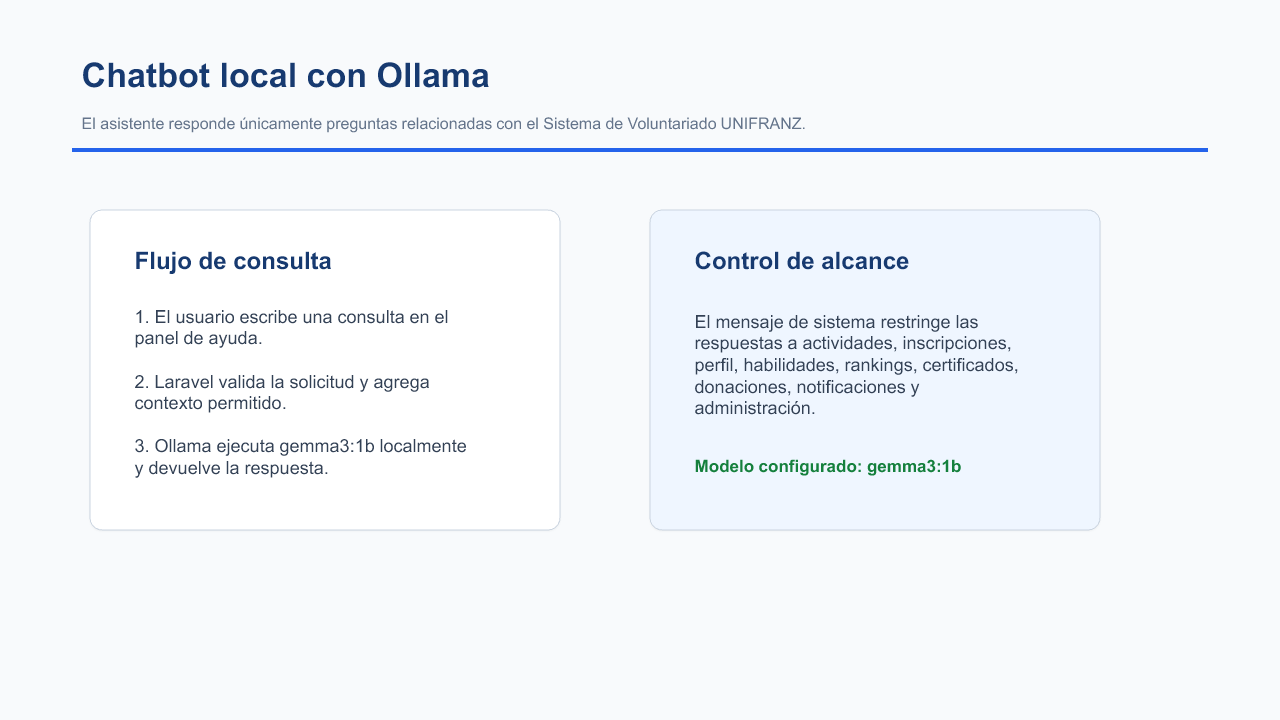 Chatbot local con Ollama
El asistente responde únicamente preguntas relacionadas con el Sistema de Voluntariado UNIFRANZ.
Flujo de consulta
1. El usuario escribe una consulta en el
panel de ayuda.
2. Laravel valida la solicitud y agrega
contexto permitido.
3. Ollama ejecuta gemma3:1b localmente
y devuelve la respuesta.
Control de alcance
El mensaje de sistema restringe las
respuestas a actividades, inscripciones,
perfil, habilidades, rankings, certificados,
donaciones, notificaciones y
administración.
Modelo configurado: gemma3:1b